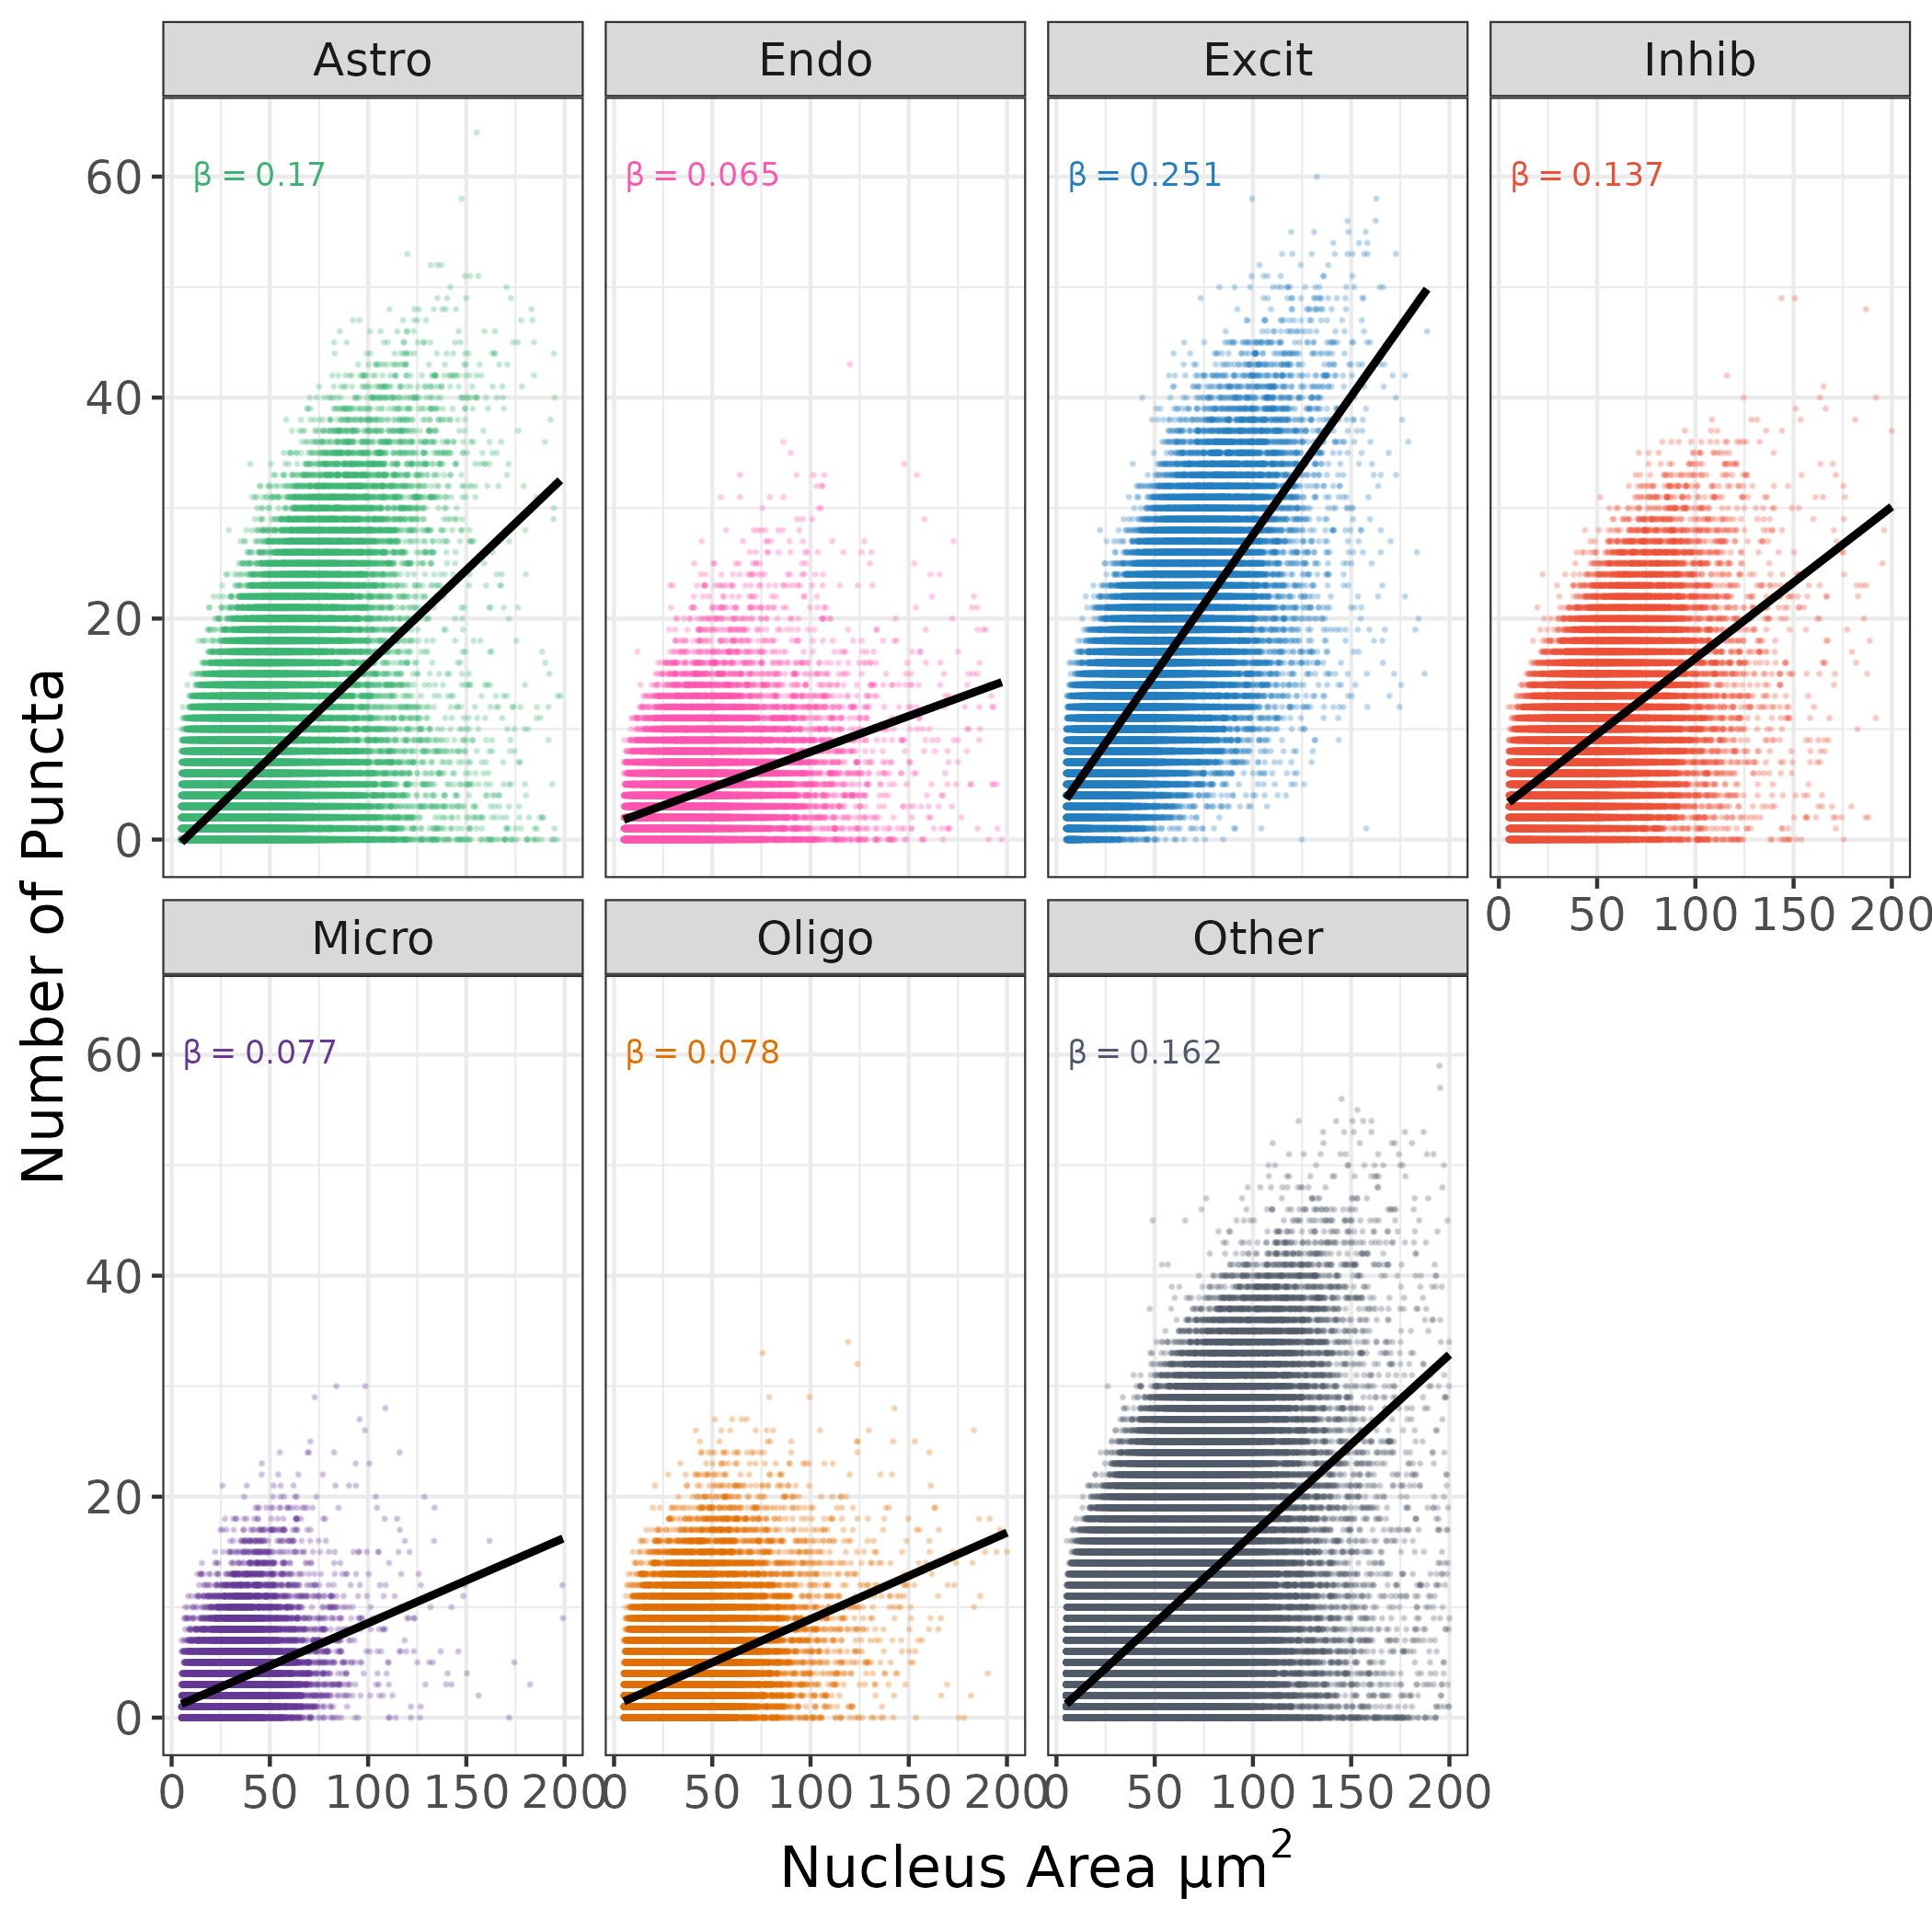 Astro
Endo
Excit
Inhib
β = 0.17
β = 0.065
β = 0.251
β = 0.137
60
40
20
0
0 50 100 150 200
Micro
Oligo
Other
β = 0.077
β = 0.078
β = 0.162
60
40
20
0
0 50 100 150 200
0 50 100 150 200
0 50 100 150 200
Number of Puncta
Nucleus Area μm²